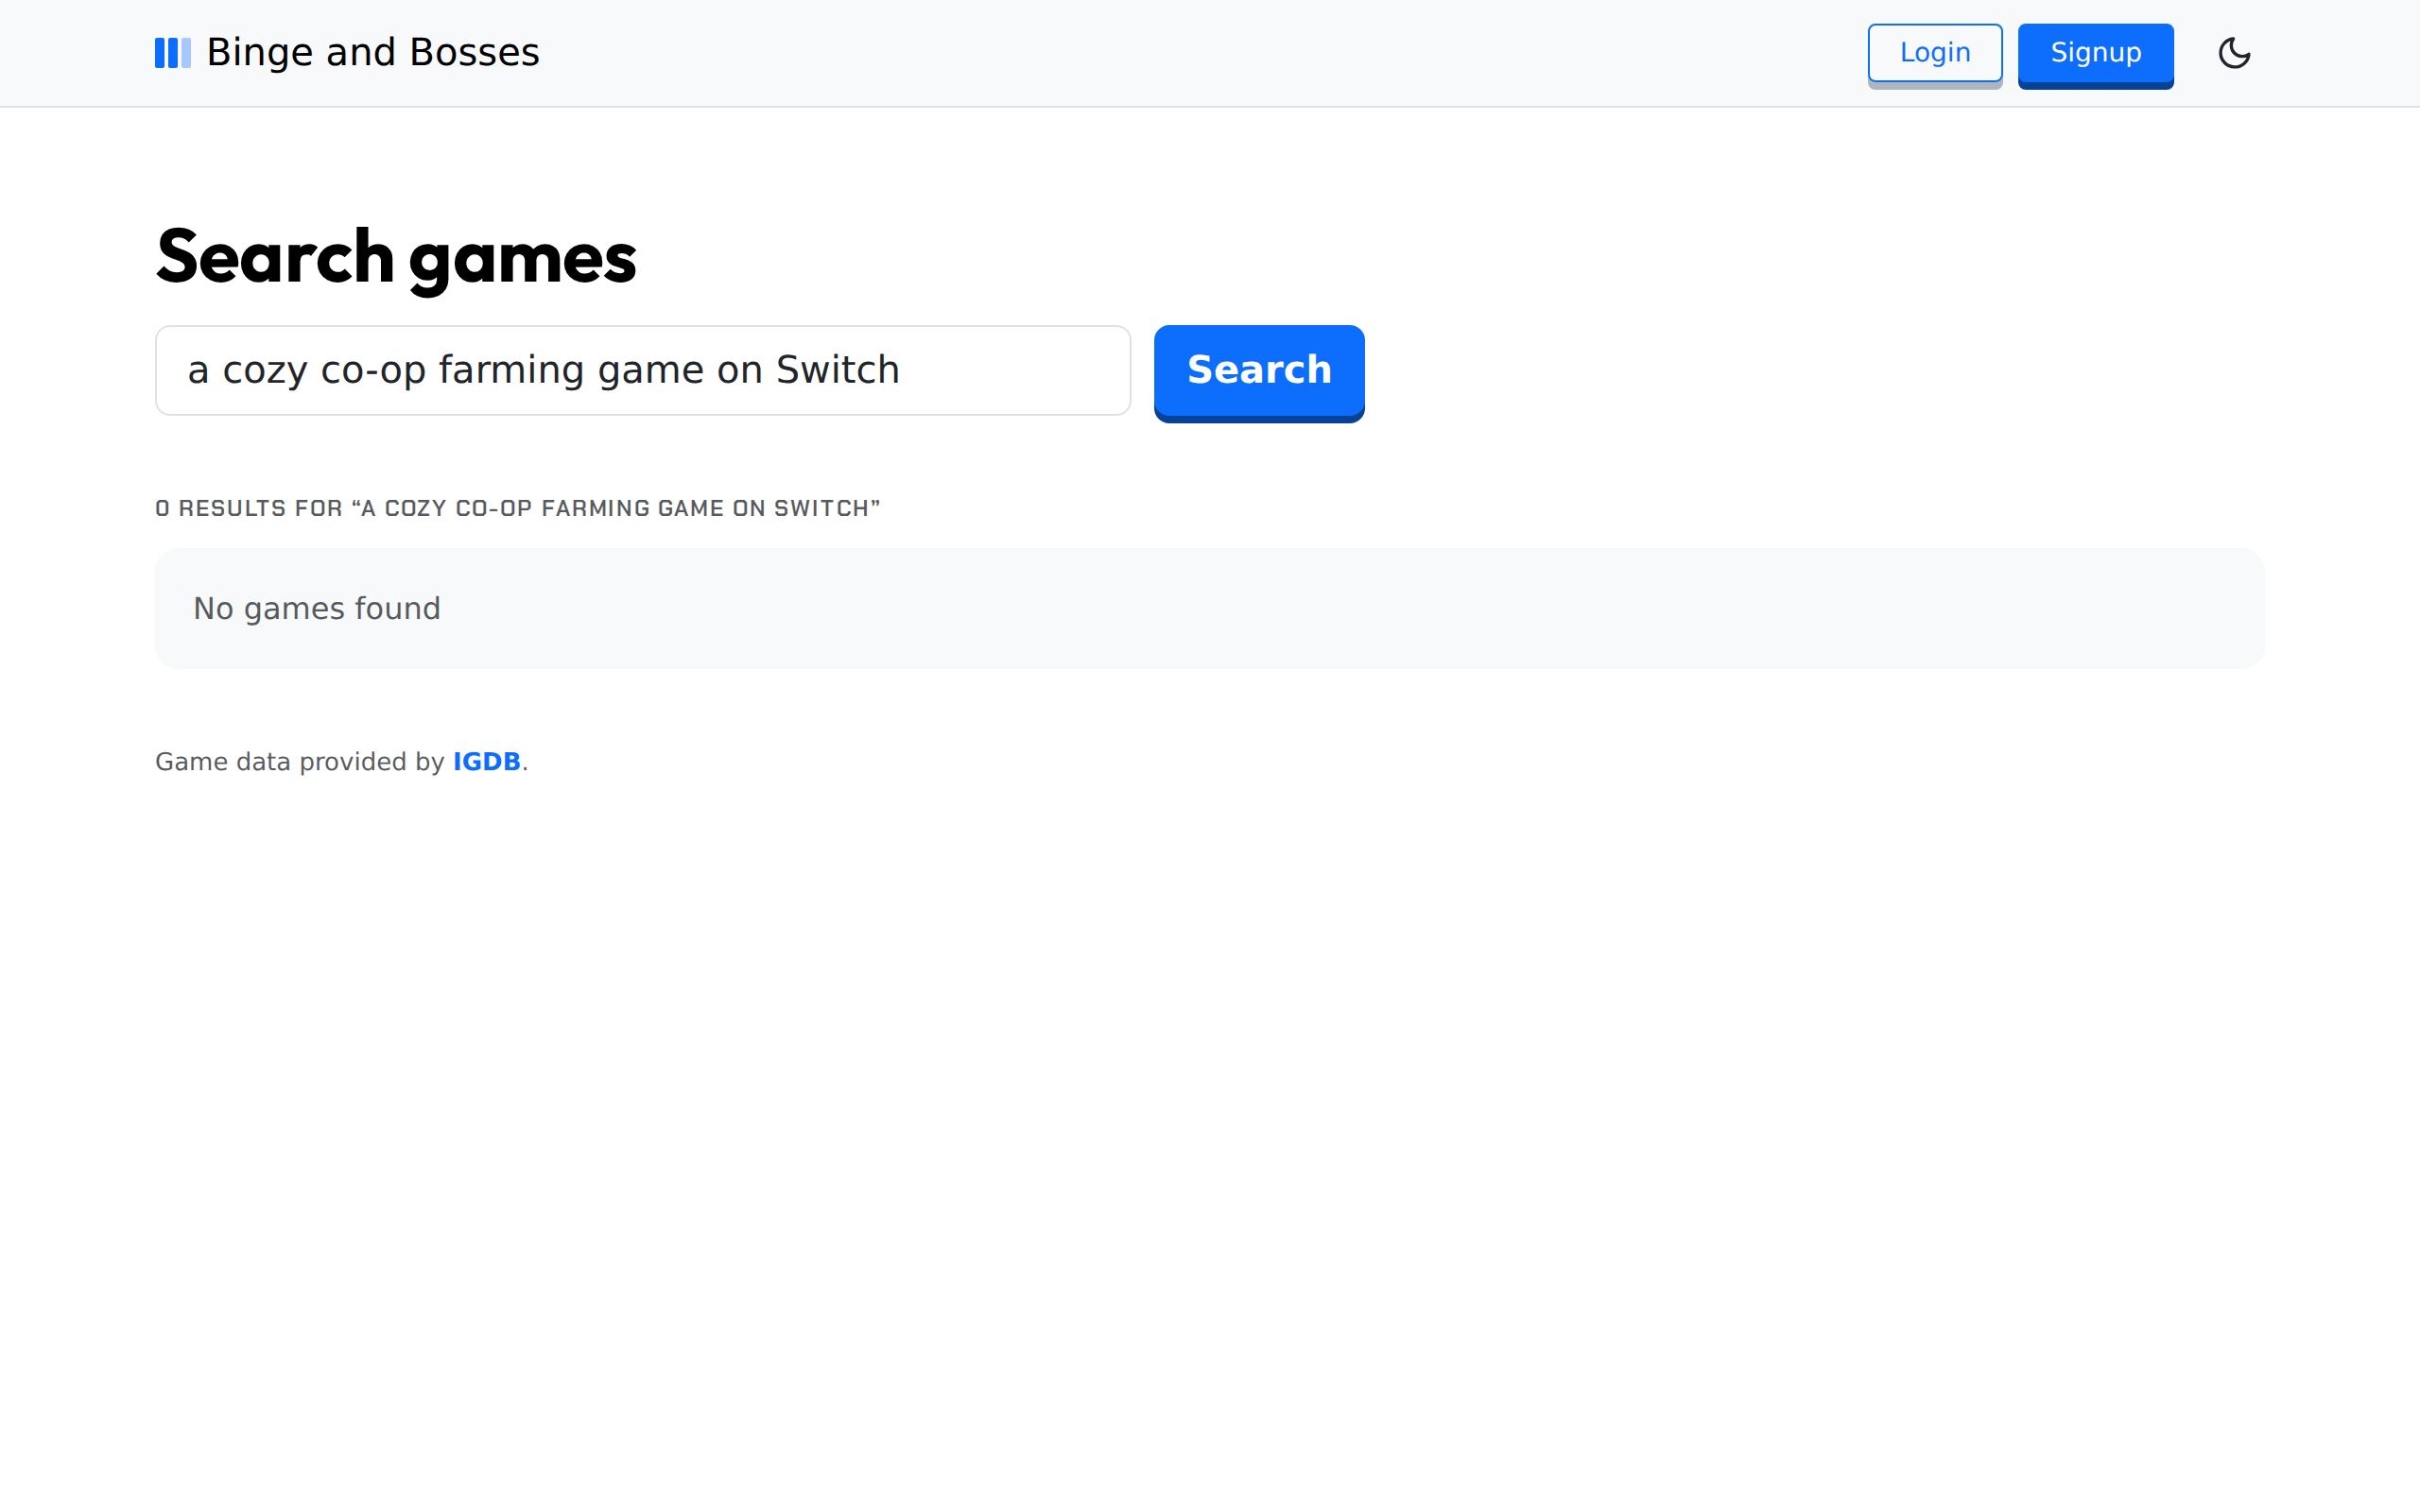 Binge and Bosses
Login
Signup
Search games
a cozy co-op farming game on Switch
Search
0 RESULTS FOR “A COZY CO-OP FARMING GAME ON SWITCH”
No games found
Game data provided by IGDB.